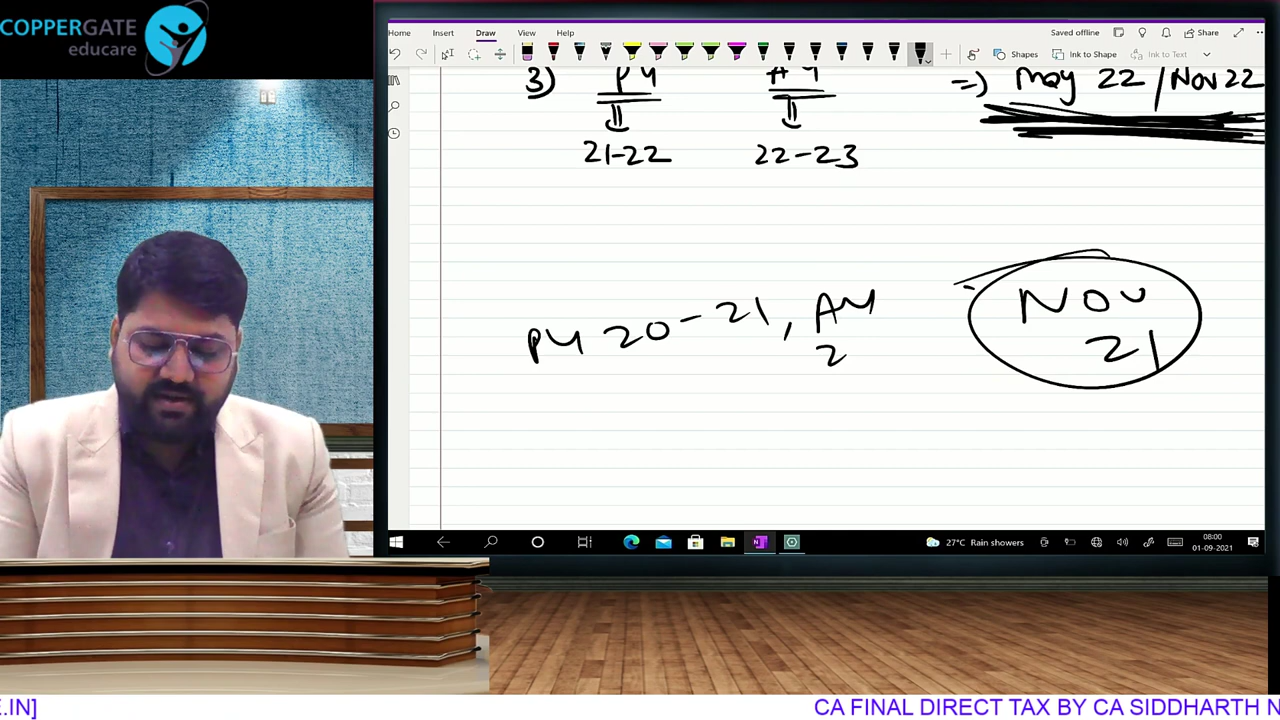 COPPERGATE
educare
Home Insert Draw View Help
Saved offline
Share
Shapes
Ink to Shape
Ink to Text
3) PY AY => May 22/Nov 22
21-22 22-23
PY 20-21, AY
2
Nov
21
27°C Rain showers
08:00
01-09-2021
E.IN]
CA FINAL DIRECT TAX BY CA SIDDHARTH N